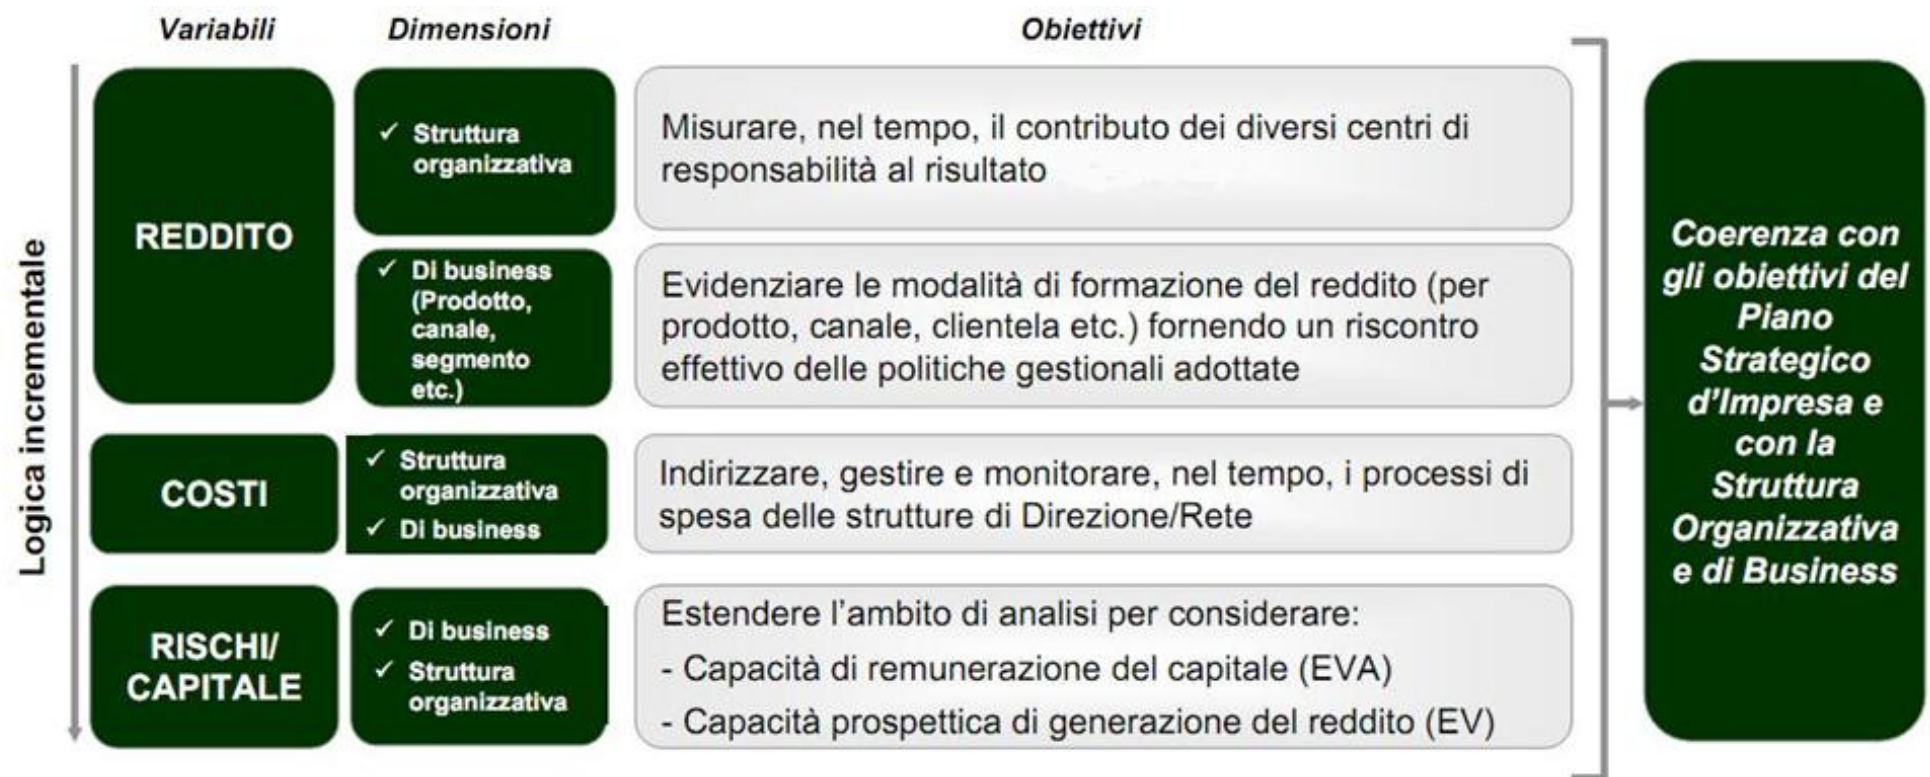 Variabili
Dimensioni
Obiettivi
Logica incrementale
REDDITO
✓ Struttura
organizzativa
Misurare, nel tempo, il contributo dei diversi centri di
responsabilità al risultato
✓ Di business
(Prodotto,
canale,
segmento
etc.)
Evidenziare le modalità di formazione del reddito (per
prodotto, canale, clientela etc.) fornendo un riscontro
effettivo delle politiche gestionali adottate
COSTI
✓ Struttura
organizzativa
✓ Di business
Indirizzare, gestire e monitorare, nel tempo, i processi di
spesa delle strutture di Direzione/Rete
RISCHI/
CAPITALE
✓ Di business
✓ Struttura
organizzativa
Estendere l’ambito di analisi per considerare:
- Capacità di remunerazione del capitale (EVA)
- Capacità prospettica di generazione del reddito (EV)
Coerenza con
gli obiettivi del
Piano
Strategico
d’Impresa e
con la
Struttura
Organizzativa
e di Business